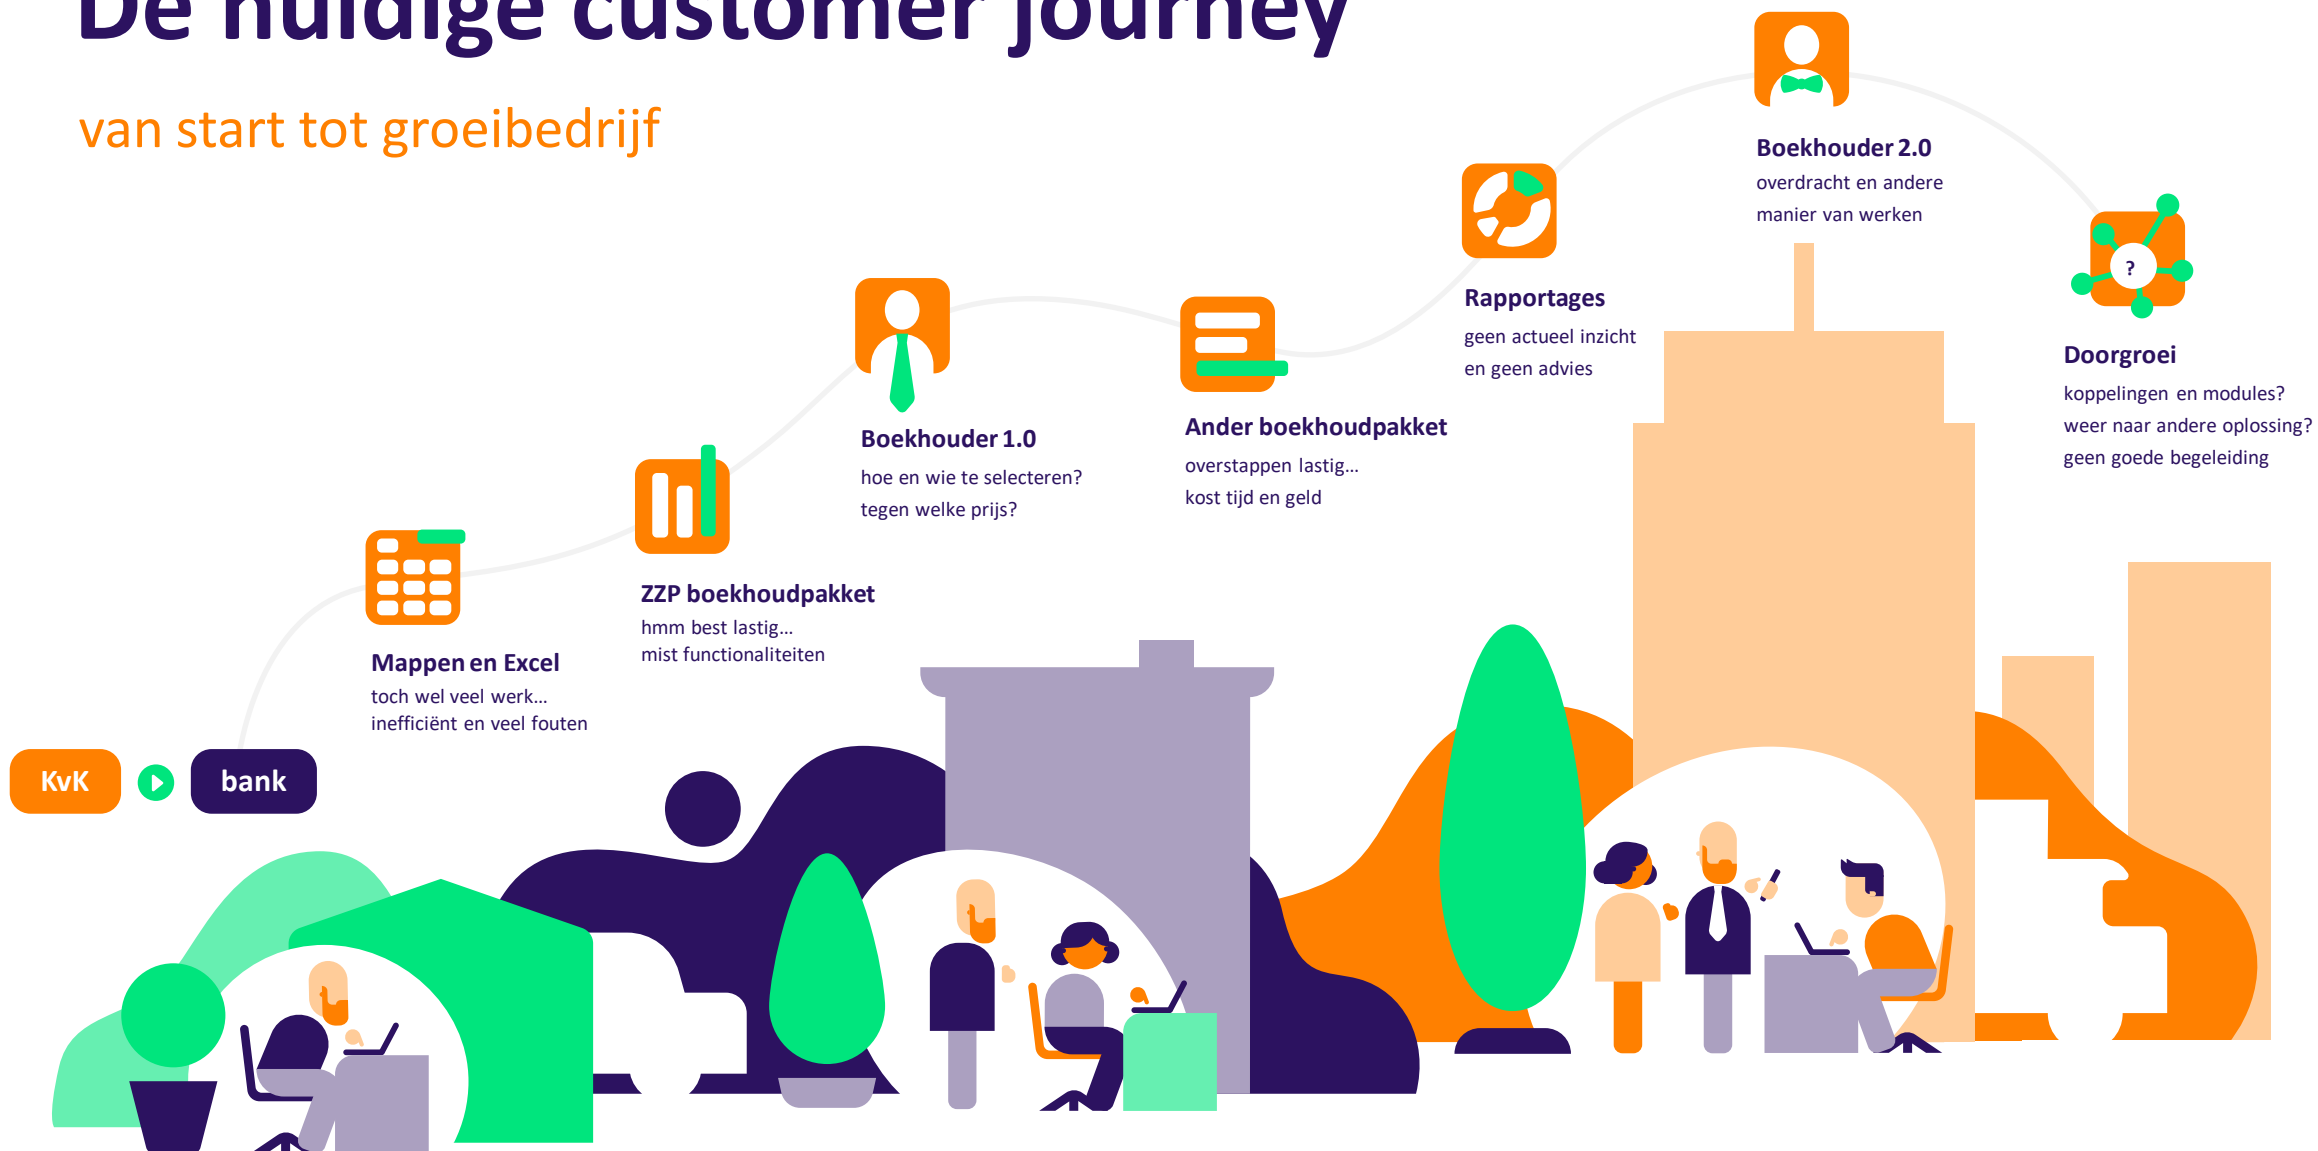 De huidige customer journey
van start tot groeibedrijf
KvK
bank
Mappen en Excel
toch wel veel werk...
inefficiënt en veel fouten
ZZP boekhoudpakket
hmm best lastig...
mist functionaliteiten
Boekhouder 1.0
hoe en wie te selecteren?
tegen welke prijs?
Ander boekhoudpakket
overstappen lastig...
kost tijd en geld
Rapportages
geen actueel inzicht
en geen advies
Boekhouder 2.0
overdracht en andere
manier van werken
?
Doorgroei
koppelingen en modules?
weer naar andere oplossing?
geen goede begeleiding